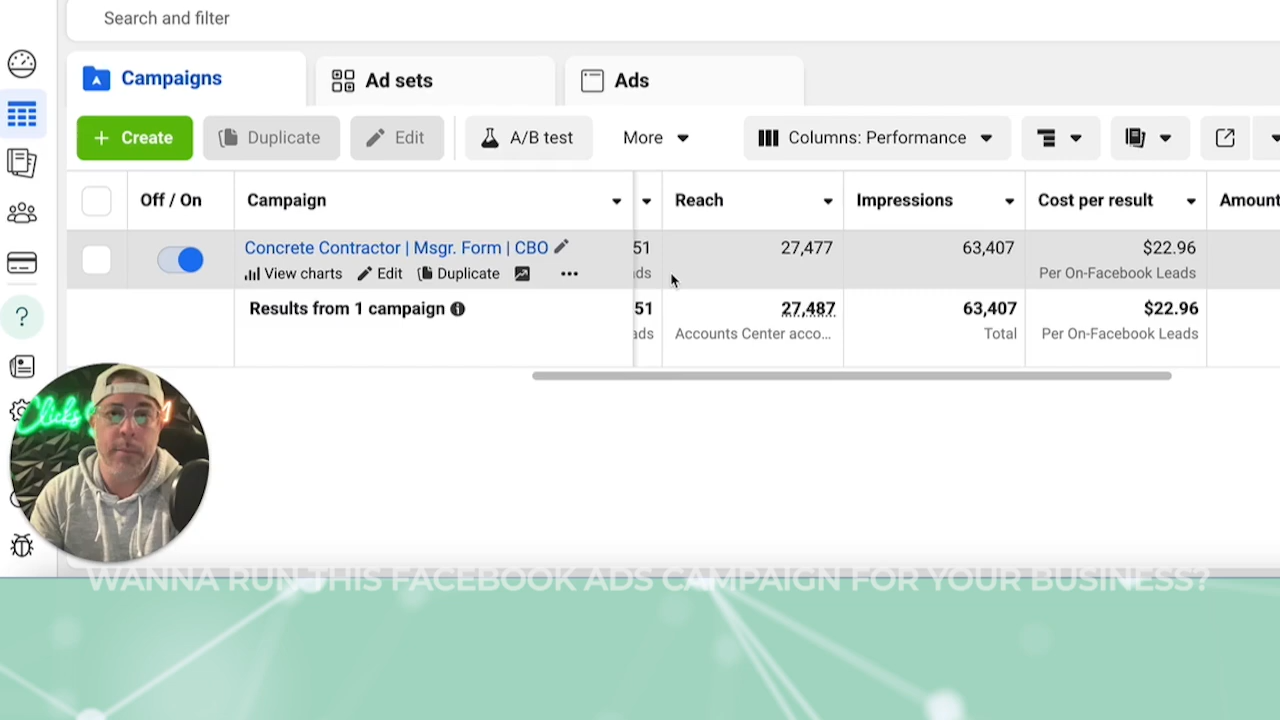 Search and filter
Campaigns
Ad sets
Ads
+ Create
Duplicate
Edit
A/B test
More
Columns: Performance
Off / On
Campaign
Reach
Impressions
Cost per result
Amount
Concrete Contractor | Msgr. Form | CBO
51
27,477
63,407
$22.96
View charts
Edit
Duplicate
ads
Per On-Facebook Leads
Results from 1 campaign
51
27,487
63,407
$22.96
ads
Accounts Center acco...
Total
Per On-Facebook Leads
?
Clicks
WANNA RUN THIS FACEBOOK ADS CAMPAIGN FOR YOUR BUSINESS?